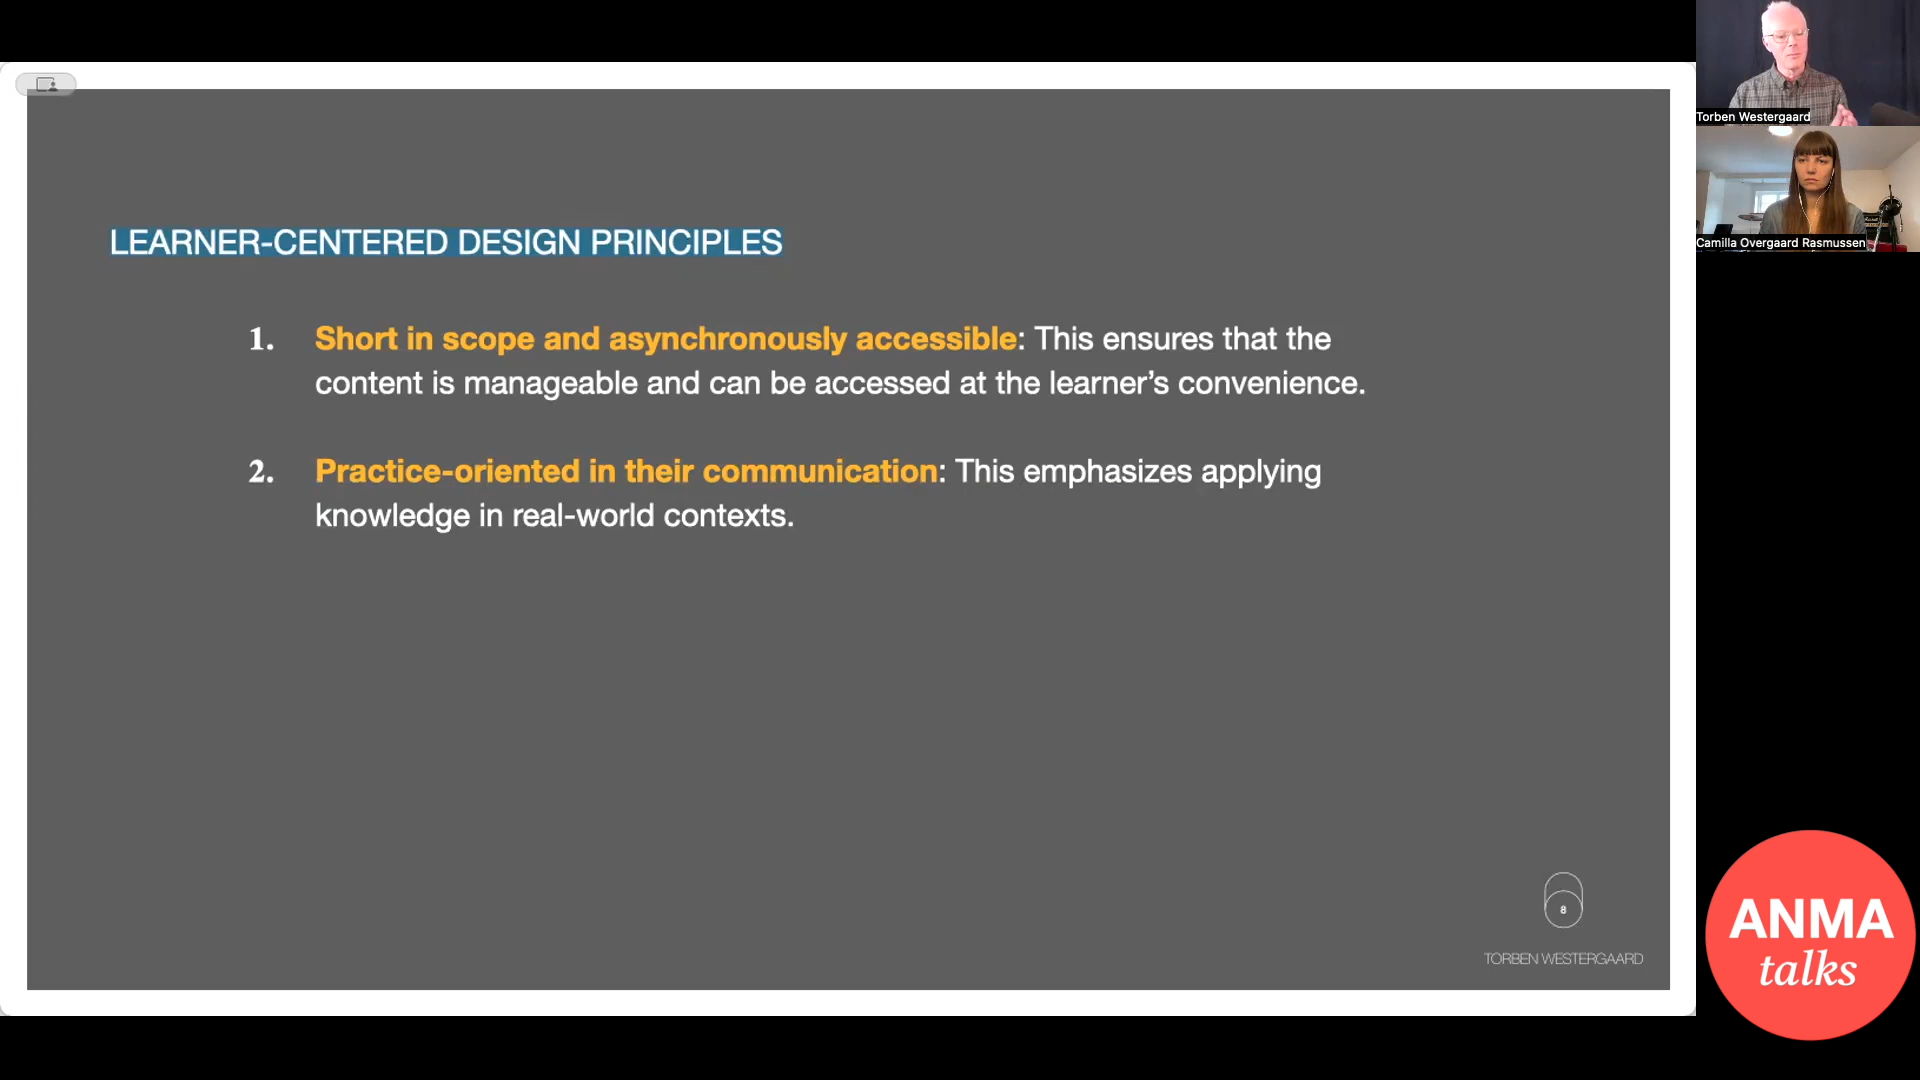 LEARNER-CENTERED DESIGN PRINCIPLES
1. Short in scope and asynchronously accessible: This ensures that the
content is manageable and can be accessed at the learner’s convenience.
2. Practice-oriented in their communication: This emphasizes applying
knowledge in real-world contexts.
8
TORBEN WESTERGAARD
Torben Westergaard
Camilla Overgaard Rasmussen
ANMA
talks